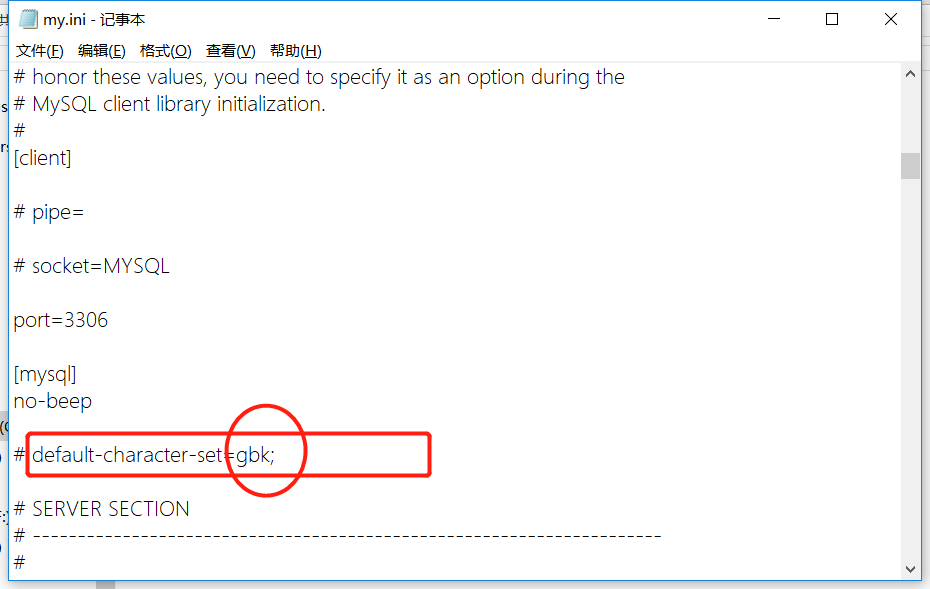 my.ini - 记事本
文件(F) 编辑(E) 格式(O) 查看(V) 帮助(H)
# honor these values, you need to specify it as an option during the
# MySQL client library initialization.
#
[client]
# pipe=
# socket=MYSQL
port=3306
[mysql]
no-beep
# default-character-set=gbk;
# SERVER SECTION
# ----------------------------------------------------------------------
#